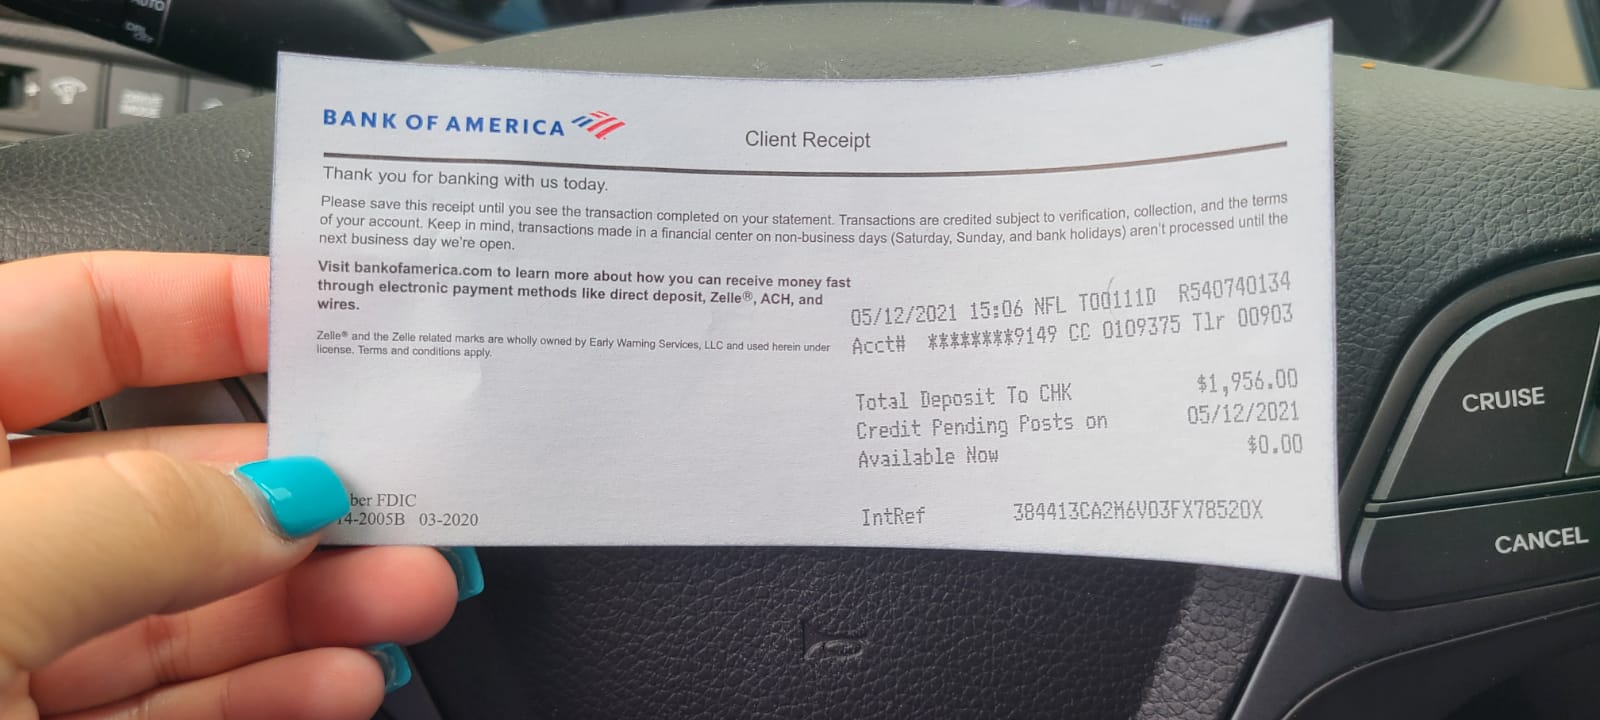 AUTO
BANK OF AMERICA
Client Receipt
Thank you for banking with us today.
Please save this receipt until you see the transaction completed on your statement. Transactions are credited subject to verification, collection, and the terms
of your account. Keep in mind, transactions made in a financial center on non-business days (Saturday, Sunday, and bank holidays) aren't processed until the
next business day we're open.
Visit bankofamerica.com to learn more about how you can receive money fast
through electronic payment methods like direct deposit, Zelle®, ACH, and
wires.
Zelle® and the Zelle related marks are wholly owned by Early Warning Services, LLC and used herein under
license. Terms and conditions apply.
05/12/2021 15:06 NFL T00111D R540740134
Acct# ********9149 CC 0109375 Tlr 00903
Total Deposit To CHK $1,956.00
Credit Pending Posts on 05/12/2021
Available Now $0.00
IntRef 384413CA2M6VD3FX7852OX
ber FDIC
14-2005B 03-2020
CRUISE
CANCEL